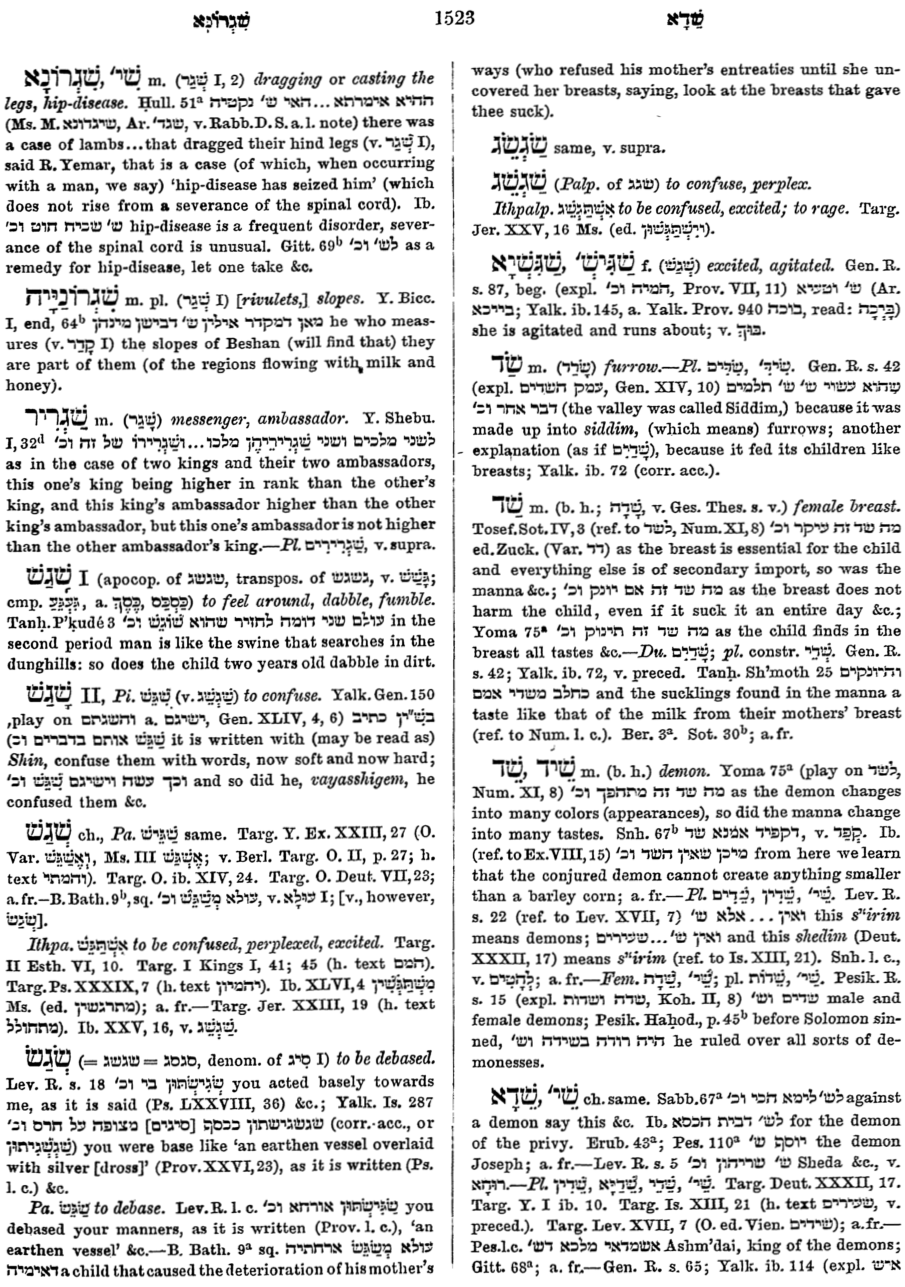 שִׁגְרוֹנָא
1523
שֵׁדָא
שִׁגְרוֹנָא, שִׁי׳ m. (שְׁגַר I, 2) dragging or casting the
legs, hip-disease. Ḥull. 51ᵃ ההיא אימרתא...האי ש׳ נקטיה
(Ms. M. שיגדונא, Ar. שגד׳, v. Rabb. D. S. a. l. note) there was
a case of lambs...that dragged their hind legs (v. שְׁגַר I),
said R. Yemar, that is a case (of which, when occurring
with a man, we say) ‘hip-disease has seized him’ (which
does not rise from a severance of the spinal cord). Ib.
ש׳ שכיח חוט וכ׳ hip-disease is a frequent disorder, sever-
ance of the spinal cord is unusual. Gitt. 69ᵇ לש׳ וכ׳ as a
remedy for hip-disease, let one take &c.
m. pl. (שְׁגַר I) [rivulets,] slopes. Y. Bicc.
I, end, 64ᵇ מאן דמקדר אילין ש׳ דבישן מינהן he who meas-
ures (v. קְדַר I) the slopes of Beshan (will find that) they
are part of them (of the regions flowing with milk and
honey).
שַׁגְרִיר m. (שָׁגַר) messenger, ambassador. Y. Shebu.
I, 32ᵈ לשני מלכים ושני שַׁגְרִירֵיהֶן מלכו...ושַׁגְרִירוֹ של זה וכ׳
as in the case of two kings and their two ambassadors,
this one's king being higher in rank than the other's
king, and this king's ambassador higher than the other
king's ambassador, but this one's ambassador is not higher
than the other ambassador's king.—Pl. שַׁגְרִירִים, v. supra.
שָׁגַשׁ I (apocop. of שגשג, transpos. of גשגש, v. גָּשַׁשׁ;
cmp. a. פָּסַךְ) to feel around, dabble, fumble.
Tanḥ. P'ḳudé 3 עולם שני דומה לחזיר שהוא שׁוֹגֵשׁ וכ׳ in the
second period man is like the swine that searches in the
dunghills: so does the child two years old dabble in dirt.
שָׁגַשׁ II, Pi. שִׁגֵּשׁ (v. שִׁגְשֵׁג) to confuse. Yalk. Gen. 150
(play on והשגתם a. וישיגם, Gen. XLIV, 4, 6) בשי״ן כתיב
שַׁגֵּשׁ אותם בדברים וכ׳ it is written with (may be read as)
Shin, confuse them with words, now soft and now hard;
וכך עשה וישיגם שִׁגֵּשׁ וכ׳ and so did he, vayasshigem, he
confused them &c.
שְׁגַשׁ ch., Pa. שַׁגֵּישׁ same. Targ. Y. Ex. XXIII, 27 (O.
Var. וַאֲשַׁגֵּשׁ, Ms. III אֲשַׁגֵּשׁ; v. Berl. Targ. O. II, p. 27; h.
text והמתי). Targ. O. ib. XIV, 24. Targ. O. Deut. VII, 23;
a. fr.—B. Bath. 9ᵇ, sq. עולא מְשַׁגֵּשׁ וכ׳, v. עוּלָא I; [v., however,
שְׂגַשׂ].
Ithpa. אִשְׁתַּגַּשׁ to be confused, perplexed, excited. Targ.
II Esth. VI, 10. Targ. I Kings I, 41; 45 (h. text המם).
Targ. Ps. XXXIX, 7 (h. text יהמיון). Ib. XLVI, 4 מִשְׁתַּגְּשִׁין
Ms. (ed. מתרגשין); a. fr.—Targ. Jer. XXIII, 19 (h. text
מתחולל). Ib. XXV, 16, v. שַׁגְשֵׁג.
שְׂגַשׂ (= שגשג = סגסג, denom. of סִיג I) to be debased.
Lev. R. s. 18 שְׂגִישְׂתּוּן בי וכ׳ you acted basely towards
me, as it is said (Ps. LXXVIII, 36) &c.; Yalk. Is. 287
שגשגישתון ככסף [סיגים] מצופה על חרס וכ׳ (corr. acc., or
שַׂגְשֵׂגִיתוּן) you were base like ‘an earthen vessel overlaid
with silver [dross]’ (Prov. XXVI, 23), as it is written (Ps.
l. c.) &c.
Pa. שַׂגֵּשׂ to debase. Lev. R. l. c. שַׂגִּישְׂתּוּן אורחא וכ׳ you
debased your manners, as it is written (Prov. l. c.), ‘an
earthen vessel’ &c.—B. Bath. 9ᵃ sq. עולא מְשַׂגֵּשׂ ארחתיה
דאימיה a child that caused the deterioration of his mother's
ways (who refused his mother's entreaties until she un-
covered her breasts, saying, look at the breasts that gave
thee suck).
שַׂגְשֵׂג same, v. supra.
שַׁגְשֵׁג (Palp. of שגג) to confuse, perplex.
Ithpalp. אִשְׁתַּגְשַׁג to be confused, excited; to rage. Targ.
Jer. XXV, 16 Ms. (ed. וְיִשְׁתַּגְּשׁוּן).
שַׁגִּישְׁ׳, שַׁגִּשְׁיָא f. (שְׁגַשׁ) excited, agitated. Gen. R.
s. 87, beg. (expl. המיה וכ׳, Prov. VII, 11) ש׳ וטעיא (Ar.
בייכא; Yalk. ib. 145, a. Yalk. Prov. 940 בוכה, read: בָּיְכָה)
she is agitated and runs about; v. בּוּךְ.
שַׂד m. (שָׂדַד) furrow.—Pl. שַׂדִּים, שִׂידִּ׳. Gen. R. s. 42
(expl. עמק השדים, Gen. XIV, 10) שהוא עשוי ש׳ ש׳ תלמים
דבר אחר וכ׳ (the valley was called Siddim,) because it was
made up into siddim, (which means) furrows; another
explanation (as if שָׁדַיִם), because it fed its children like
breasts; Yalk. ib. 72 (corr. acc.).
שַׁד m. (b. h.; שָׁדָה, v. Ges. Thes. s. v.) female breast.
Tosef. Sot. IV, 3 (ref. to לשד, Num. XI, 8) מה שד זה עיקר וכ׳
ed. Zuck. (Var. דד) as the breast is essential for the child
and everything else is of secondary import, so was the
manna &c.; מה שד זה אם יונק וכ׳ as the breast does not
harm the child, even if it suck it an entire day &c.;
Yoma 75ᵃ מה שד זה תינוק וכ׳ as the child finds in the
breast all tastes &c.—Du. שָׁדַיִם; pl. constr. שְׁדֵי. Gen. R.
s. 42; Yalk. ib. 72, v. preced. Tanḥ. Sh'moth 25 והיונקים
כחלב משדי אמם and the sucklings found in the manna a
taste like that of the milk from their mothers' breast
(ref. to Num. l. c.). Ber. 3ᵃ. Sot. 30ᵇ; a. fr.
שֵׁד, שֵׁיד m. (b. h.) demon. Yoma 75ᵃ (play on לשד,
Num. XI, 8) מה שד זה מתהפך וכ׳ as the demon changes
into many colors (appearances), so did the manna change
into many tastes. Snh. 67ᵇ דקפיד אמנא שד, v. קְפַד. Ib.
(ref. to Ex. VIII, 15) מיכן שאין השד וכ׳ from here we learn
that the conjured demon cannot create anything smaller
than a barley corn; a. fr.—Pl. שֵׁדִים, שֵׁדִין, שֵׁי׳. Lev. R.
s. 22 (ref. to Lev. XVII, 7) ואין ... אלא ש׳ this s‘irim
means demons; ואין ש׳...שעירים and this shedim (Deut.
XXXII, 17) means s‘irim (ref. to Is. XIII, 21). Snh. l. c.,
v. לְהָטִים; a. fr.—Fem. שֵׁדָה, שֵׁי׳; pl. שֵׁדוֹת, שֵׁי׳. Pesik. R.
s. 15 (expl. שדה ושדות, Koh. II, 8) שדים וש׳ male and
female demons; Pesik. Haḥod., p. 45ᵇ before Solomon sin-
ned, היה רודה בשידה וש׳ he ruled over all sorts of de-
monesses.
שֵׁדָא, שֵׁי׳ ch. same. Sabb. 67ᵃ לש׳ לימא הכי וכ׳ against
a demon say this &c. Ib. לש׳ דבית הכסא for the demon
of the privy. Erub. 43ᵃ; Pes. 110ᵃ יוסף ש׳ the demon
Joseph; a. fr.—Lev. R. s. 5 ש׳ שריהון וכ׳ Sheda &c., v.
רוּחָא.—Pl. שֵׁדִין, שֵׁדַיָּא, שֵׁדֵי, שֵׁי׳. Targ. Deut. XXXII, 17.
Targ. Y. I ib. 10. Targ. Is. XIII, 21 (h. text שעירים, v.
preced.). Targ. Lev. XVII, 7 (O. ed. Vien. שידים); a. fr.—
Pes. l. c. אשמדאי מלכא דש׳ Ashm'dai, king of the demons;
Gitt. 68ᵃ; a. fr.—Gen. R. s. 65; Yalk. ib. 114 (expl. איש